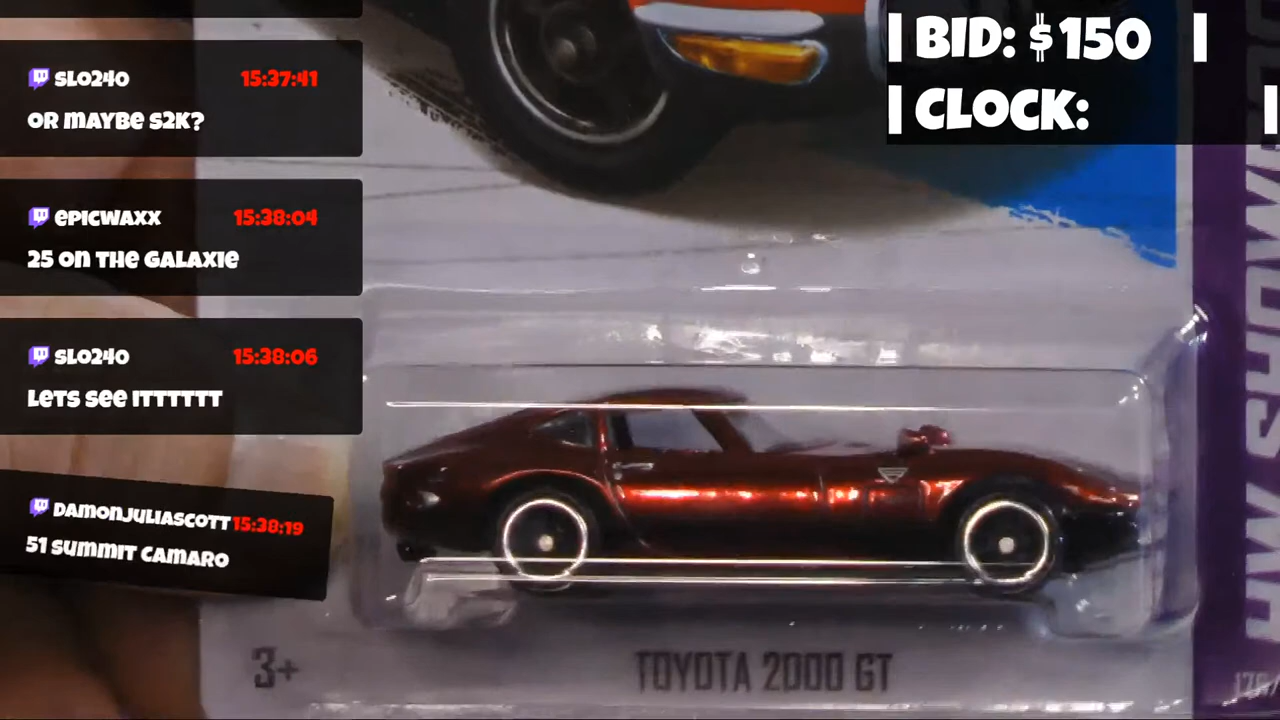 SLO240 15:37:41
OR MAYBE S2K?
EPICWAXX 15:38:04
25 ON THE GALAXIE
SLO240 15:38:06
LETS SEE ITTTTTT
DAMONJULIASCOTT 15:38:19
51 SUMMIT CAMARO
| BID: $150 |
| CLOCK: |
3+
TOYOTA 2000 GT